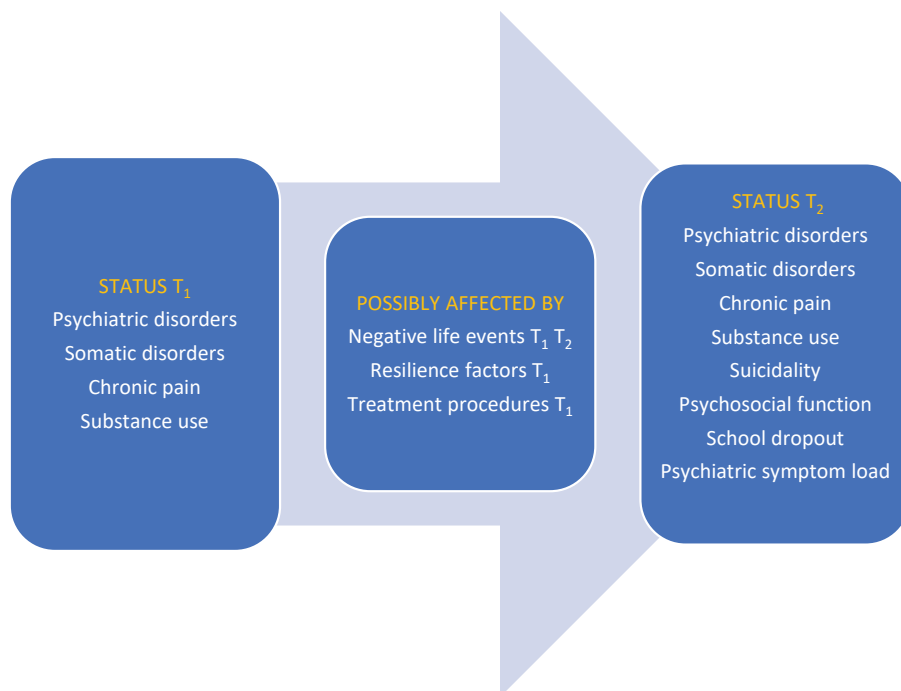 STATUS T₁
Psychiatric disorders
Somatic disorders
Chronic pain
Substance use
POSSIBLY AFFECTED BY
Negative life events T₁ T₂
Resilience factors T₁
Treatment procedures T₁
STATUS T₂
Psychiatric disorders
Somatic disorders
Chronic pain
Substance use
Suicidality
Psychosocial function
School dropout
Psychiatric symptom load